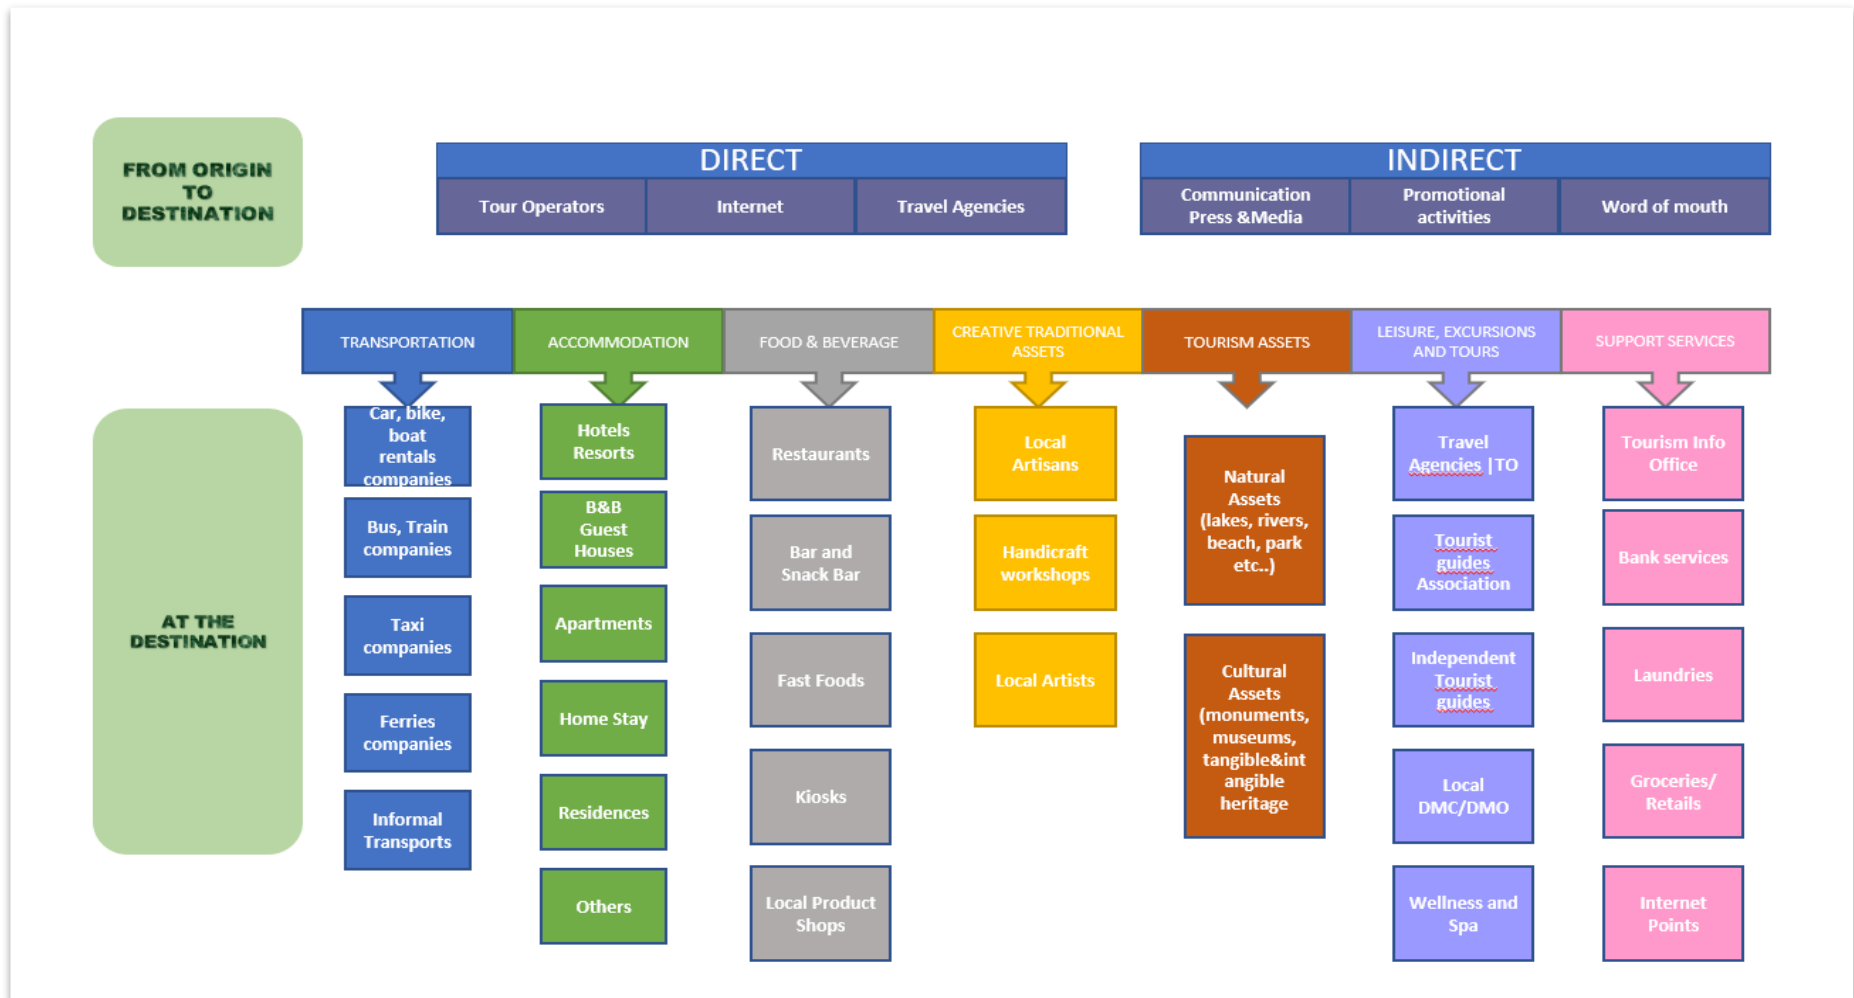 FROM ORIGIN
TO
DESTINATION
DIRECT
Tour Operators
Internet
Travel Agencies
INDIRECT
Communication
Press &Media
Promotional
activities
Word of mouth
TRANSPORTATION
ACCOMMODATION
FOOD & BEVERAGE
CREATIVE TRADITIONAL
ASSETS
TOURISM ASSETS
LEISURE, EXCURSIONS
AND TOURS
SUPPORT SERVICES
AT THE
DESTINATION
Car, bike,
boat
rentals
companies
Bus, Train
companies
Taxi
companies
Ferries
companies
Informal
Transports
Hotels
Resorts
B&B
Guest
Houses
Apartments
Home Stay
Residences
Others
Restaurants
Bar and
Snack Bar
Fast Foods
Kiosks
Local Product
Shops
Local
Artisans
Handicraft
workshops
Local Artists
Natural
Assets
(lakes, rivers,
beach, park
etc..)
Cultural
Assets
(monuments,
museums,
tangible&int
angible
heritage
Travel
Agencies |TO
Tourist
guides
Association
Independent
Tourist
guides
Local
DMC/DMO
Wellness and
Spa
Tourism Info
Office
Bank services
Laundries
Groceries/
Retails
Internet
Points